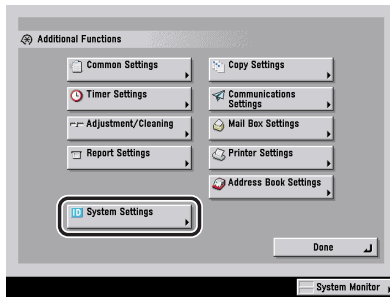 Additional Functions
Common Settings
Copy Settings
Timer Settings
Communications
Settings
Adjustment/Cleaning
Mail Box Settings
Report Settings
Printer Settings
Address Book Settings
ID System Settings
Done
System Monitor